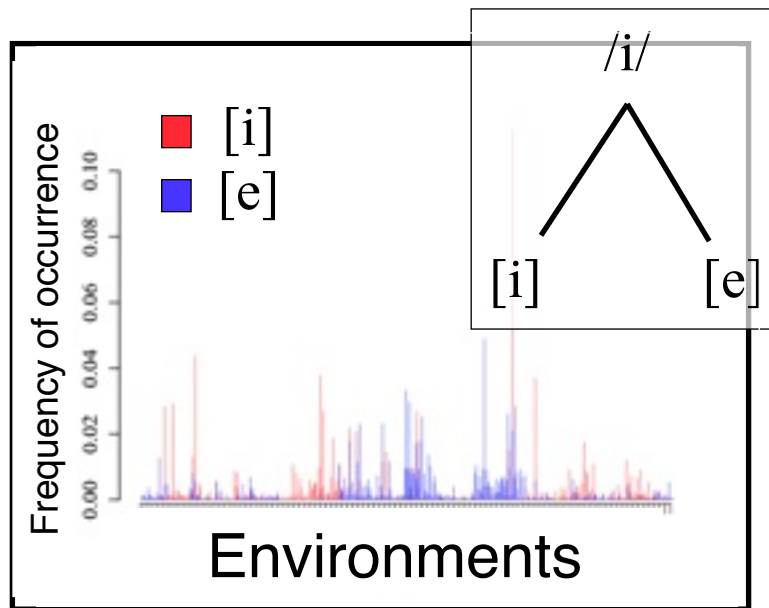 /i/
[i] [e]
[i]
[e]
Frequency of occurrence
0.10
0.08
0.06
0.04
0.02
0.00
Environments